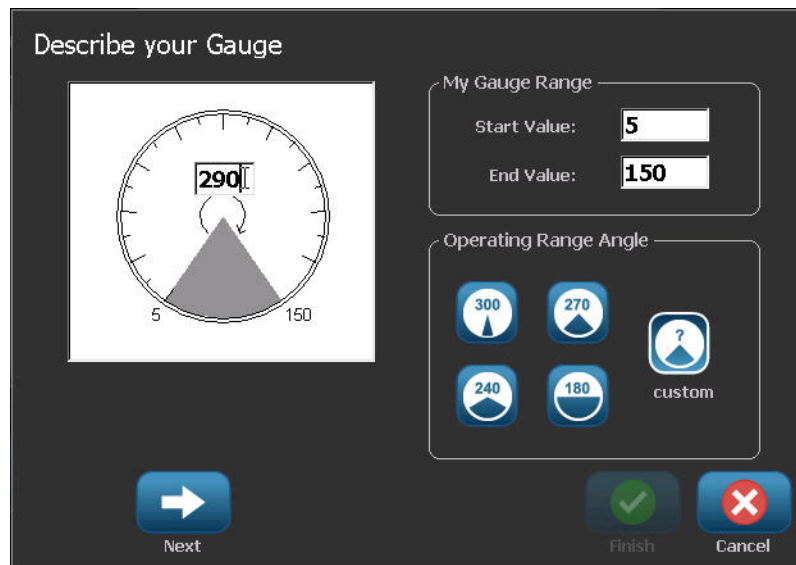 Describe your Gauge
290
5
150
My Gauge Range
Start Value: 5
End Value: 150
Operating Range Angle
300
270
240
180
?
custom
Next
Finish
Cancel